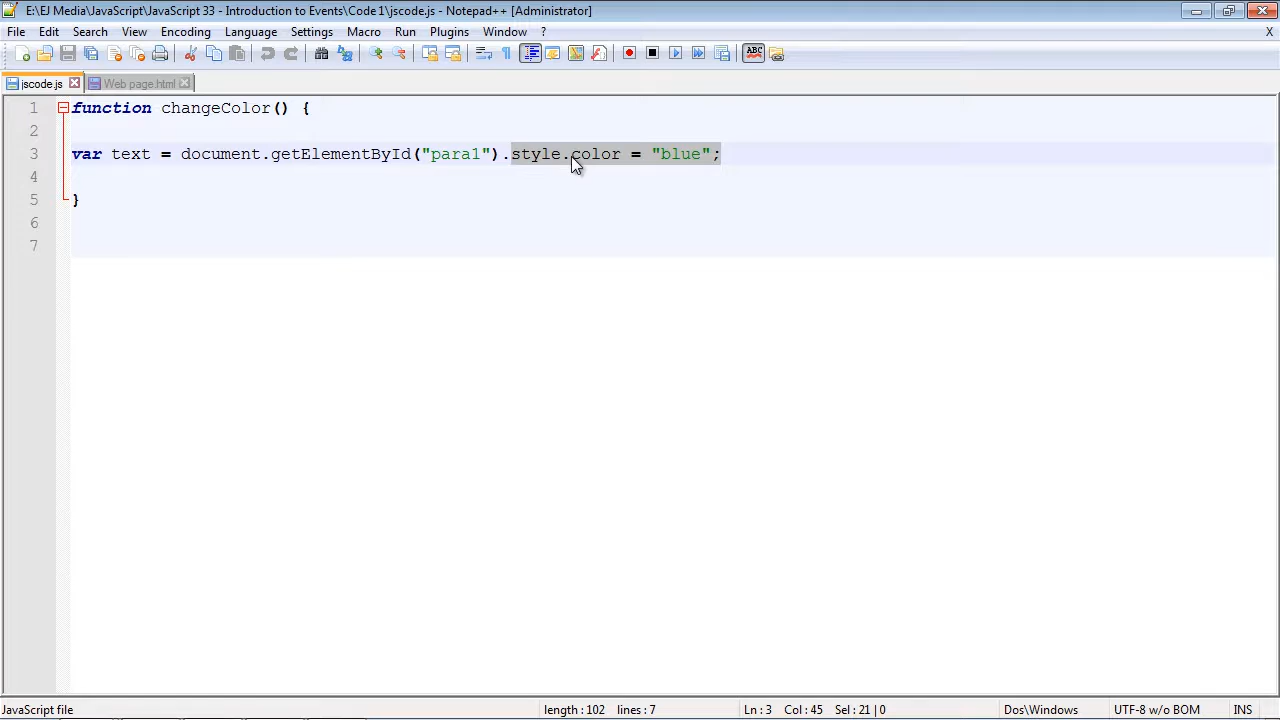 E:\EJ Media\JavaScript\JavaScript 33 - Introduction to Events\Code1\jscode.js - Notepad++ [Administrator]
File Edit Search View Encoding Language Settings Macro Run Plugins Window ? X
ABC
jscode.js Web page.html
1 function changeColor() {
2
3 var text = document.getElementById("para1").style.color = "blue";
4
5 }
6
7
JavaScript file length : 102 lines : 7 Ln : 3 Col : 45 Sel : 21 | 0 Dos\Windows UTF-8 w/o BOM INS